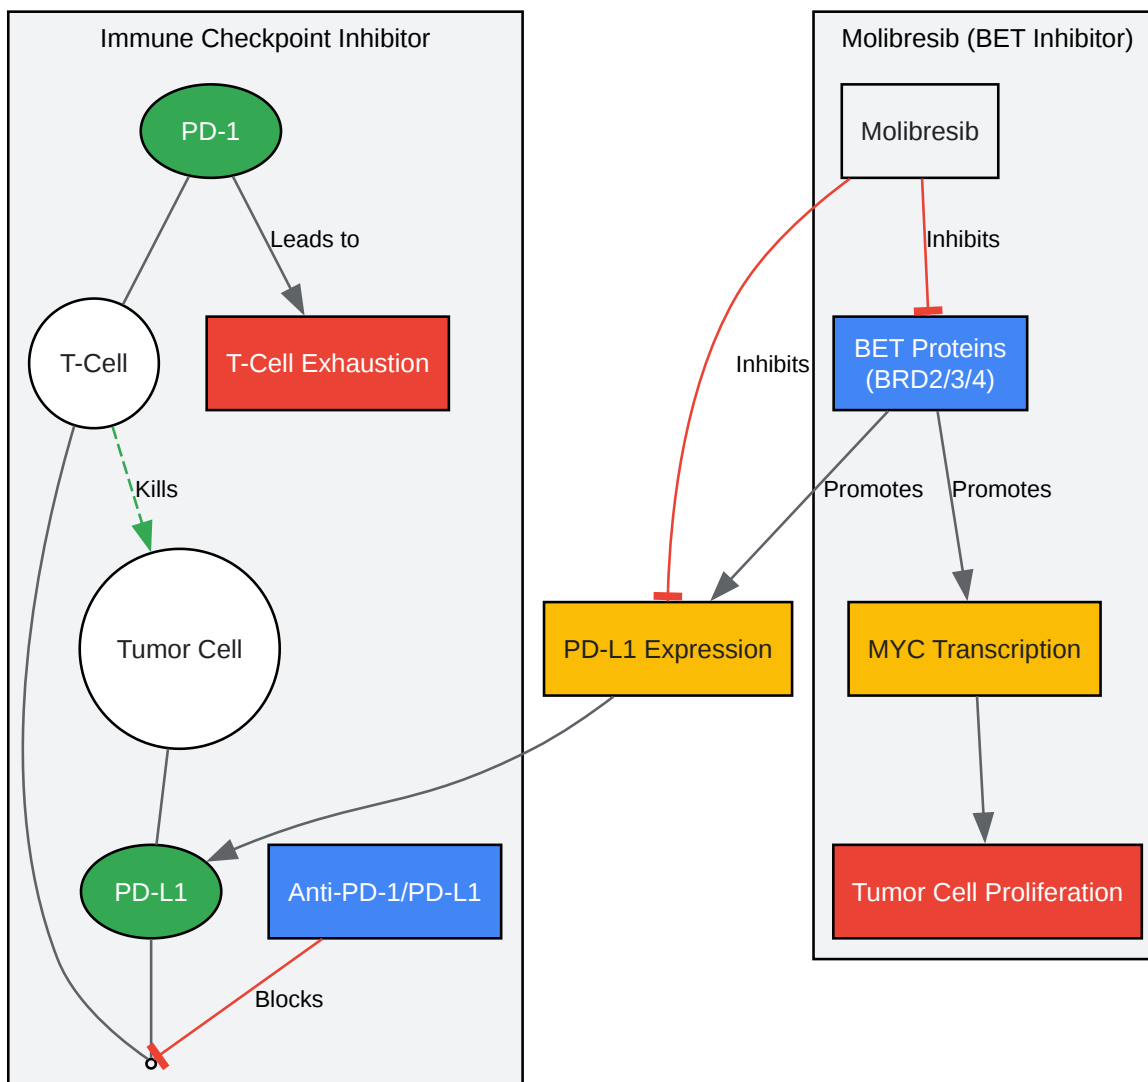 Immune Checkpoint Inhibitor
Molibresib (BET Inhibitor)
PD-1
Molibresib
Leads to
Inhibits
T-Cell
T-Cell Exhaustion
Inhibits
BET Proteins
(BRD2/3/4)
Kills
Promotes
Promotes
Tumor Cell
PD-L1 Expression
MYC Transcription
PD-L1
Anti-PD-1/PD-L1
Tumor Cell Proliferation
Blocks